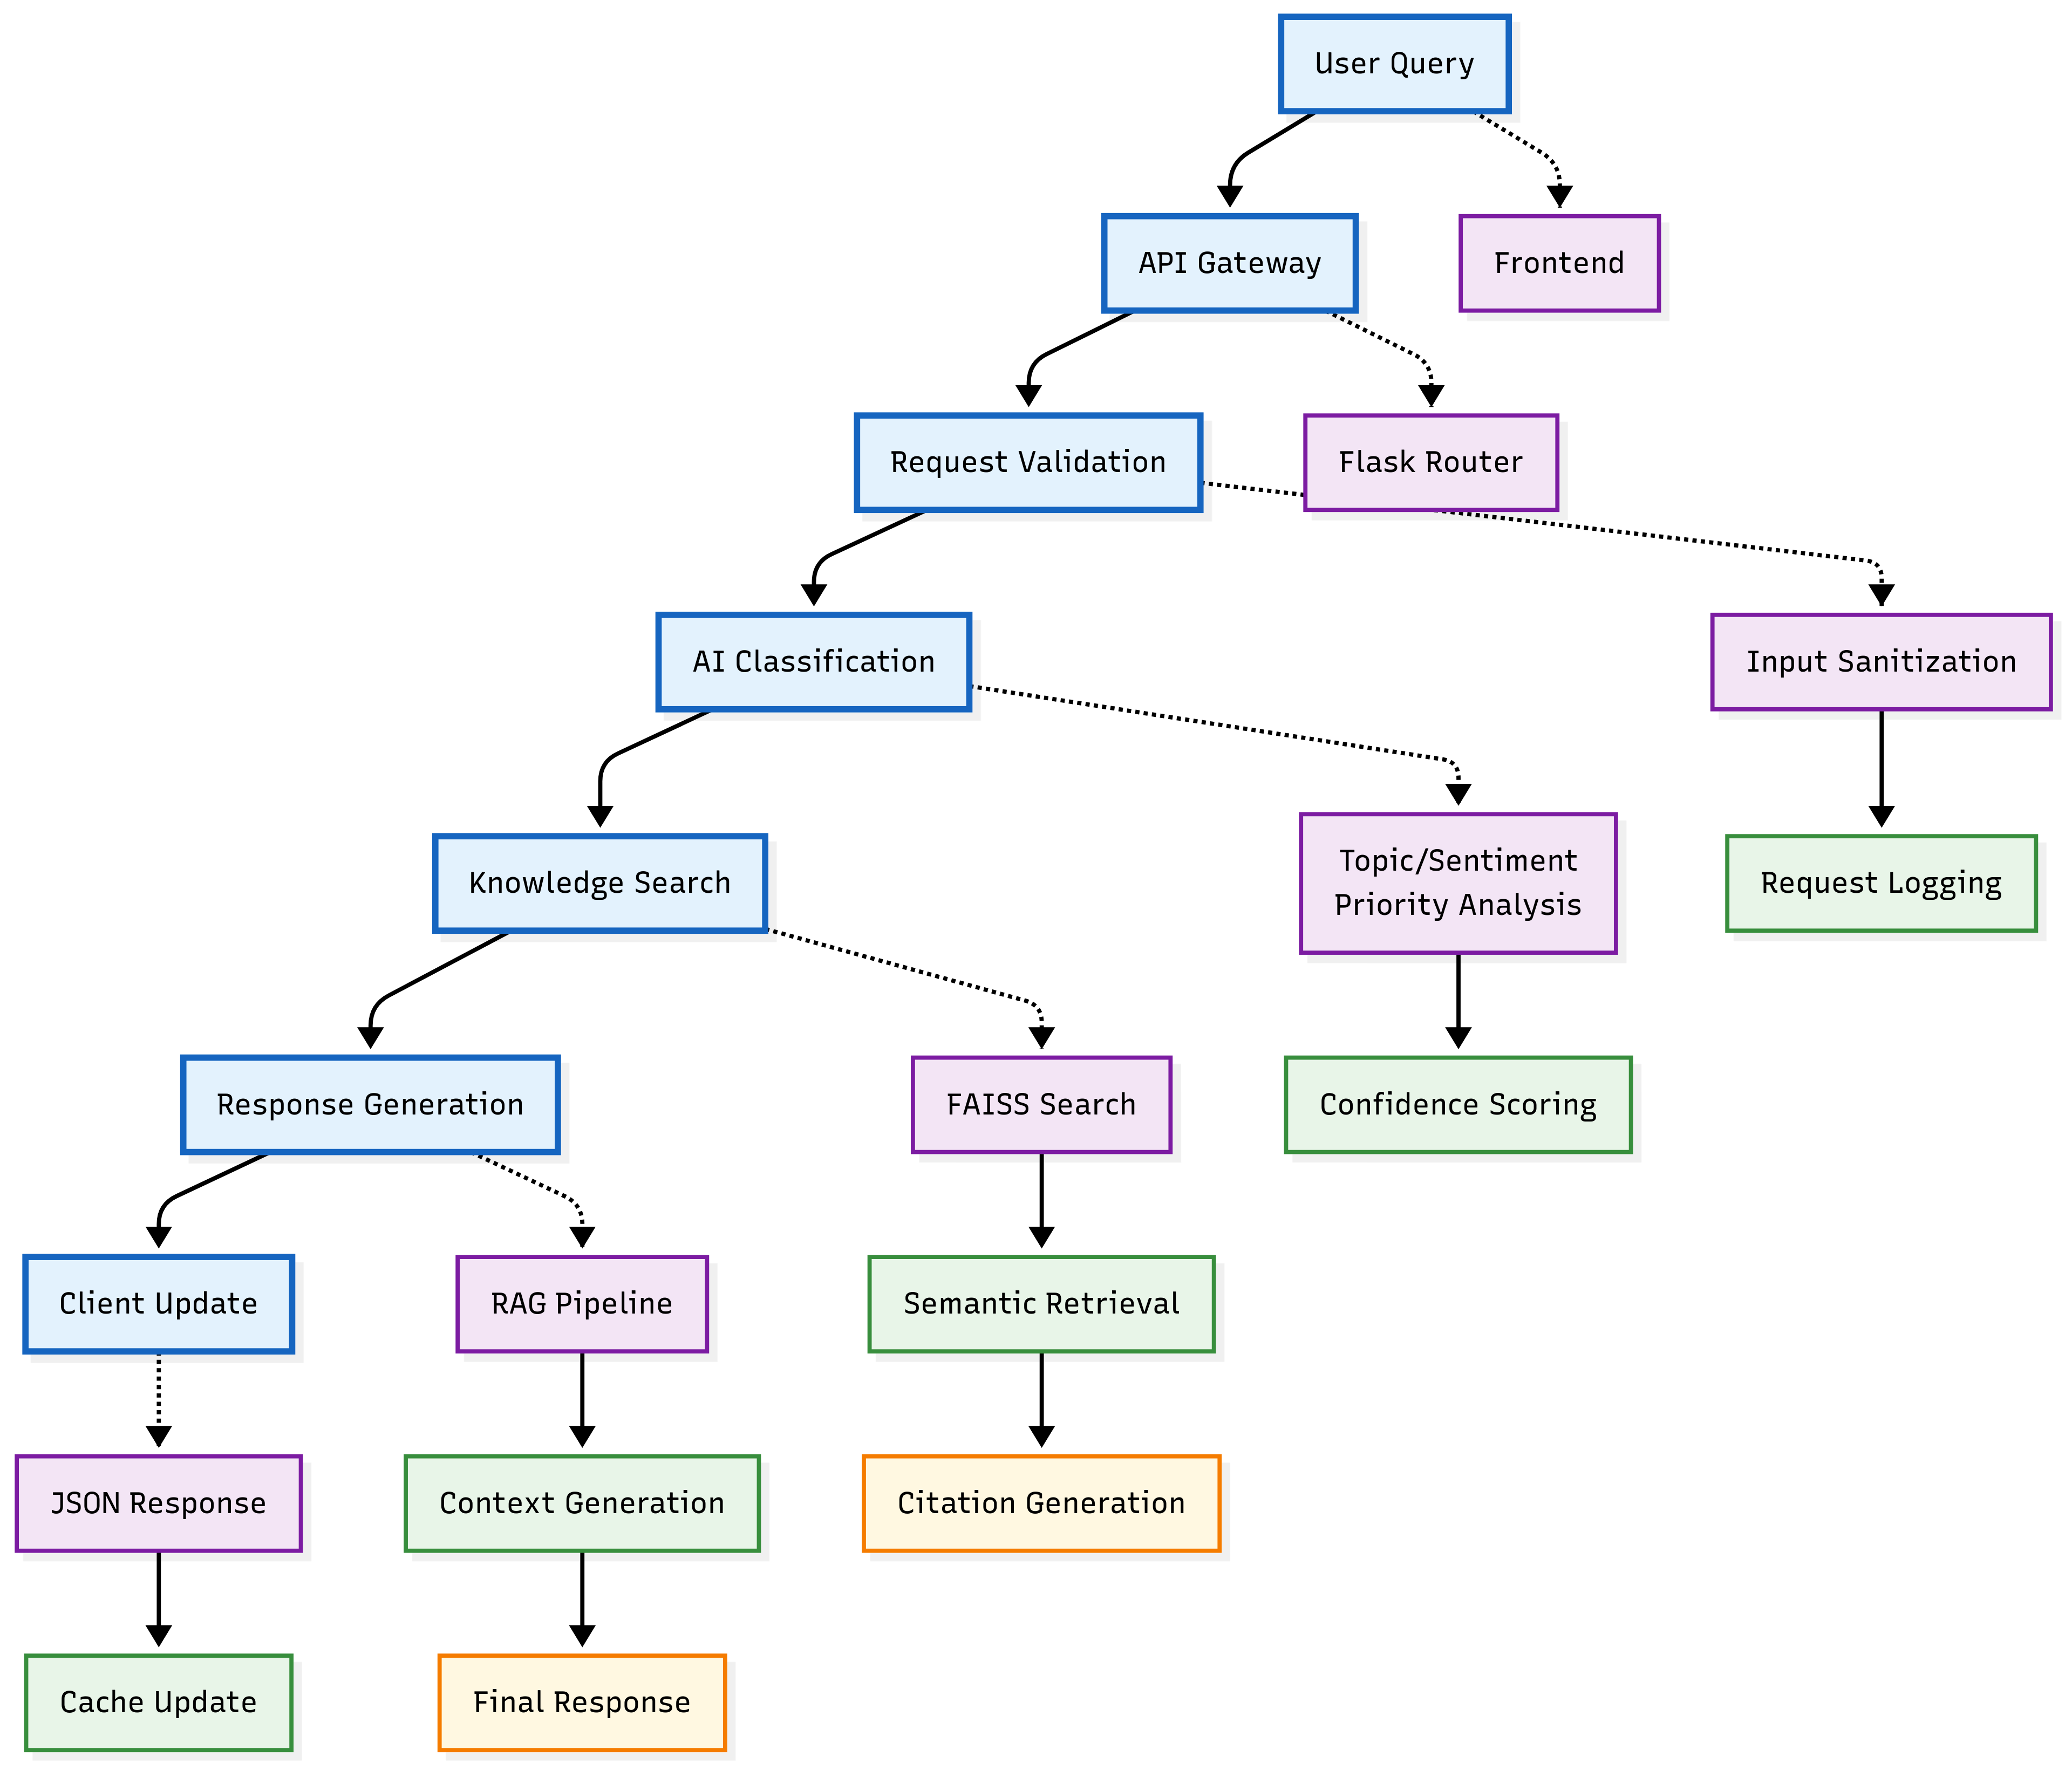 User Query
API Gateway
Frontend
Request Validation
Flask Router
AI Classification
Input Sanitization
Knowledge Search
Topic/Sentiment
Priority Analysis
Request Logging
Response Generation
FAISS Search
Confidence Scoring
Client Update
RAG Pipeline
Semantic Retrieval
JSON Response
Context Generation
Citation Generation
Cache Update
Final Response